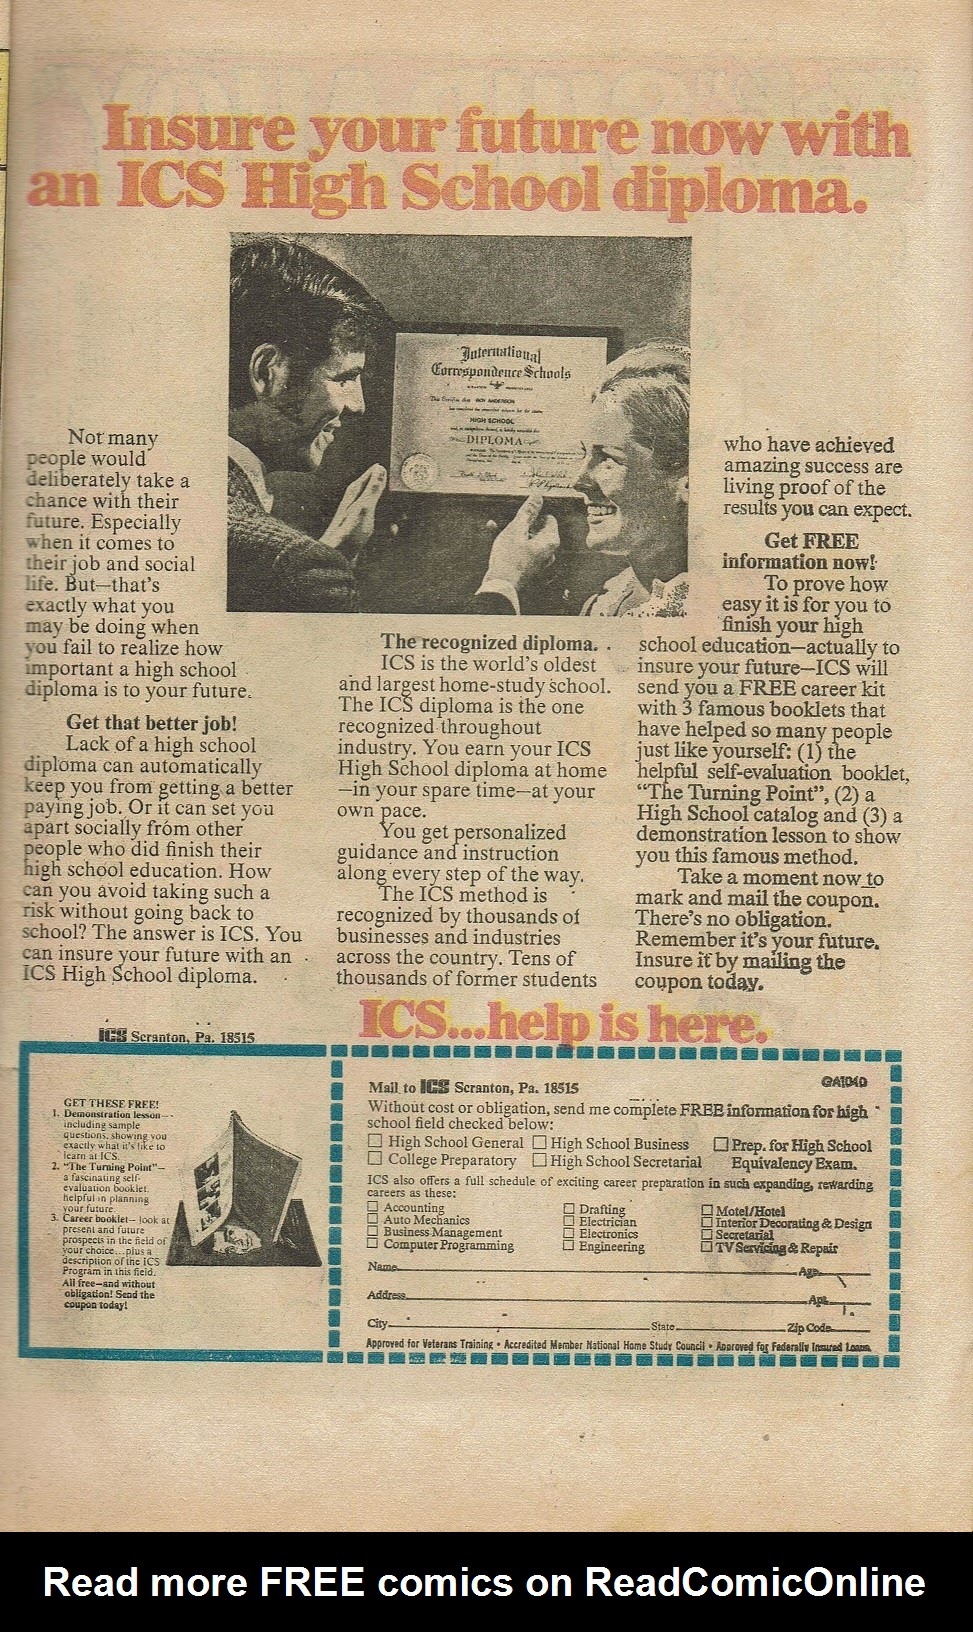 Insure your future now with
an ICS High School diploma.
International
Correspondence Schools
ROY ANDERSON
HIGH SCHOOL
DIPLOMA
Not many
people would
deliberately take a
chance with their
future. Especially
when it comes to
their job and social
life. But—that's
exactly what you
may be doing when
you fail to realize how
important a high school
diploma is to your future.
Get that better job!
Lack of a high school
diploma can automatically
keep you from getting a better
paying job. Or it can set you
apart socially from other
people who did finish their
high school education. How
can you avoid taking such a
risk without going back to
school? The answer is ICS. You
can insure your future with an
ICS High School diploma.
The recognized diploma.
ICS is the world's oldest
and largest home-study school.
The ICS diploma is the one
recognized throughout
industry. You earn your ICS
High School diploma at home
—in your spare time—at your
own pace.
You get personalized
guidance and instruction
along every step of the way.
The ICS method is
recognized by thousands of
businesses and industries
across the country. Tens of
thousands of former students
who have achieved
amazing success are
living proof of the
results you can expect.
Get FREE
information now!
To prove how
easy it is for you to
finish your high
school education—actually to
insure your future—ICS will
send you a FREE career kit
with 3 famous booklets that
have helped so many people
just like yourself: (1) the
helpful self-evaluation booklet,
"The Turning Point", (2) a
High School catalog and (3) a
demonstration lesson to show
you this famous method.
Take a moment now to
mark and mail the coupon.
There's no obligation.
Remember it's your future.
Insure it by mailing the
coupon today.
ICS...help is here.
ICS Scranton, Pa. 18515
GET THESE FREE!
1. Demonstration lesson—
including sample
questions, showing you
exactly what it's like to
learn at ICS.
2. "The Turning Point"—
a fascinating self-
evaluation booklet,
helpful in planning
your future.
3. Career booklet— look at
present and future
prospects in the field of
your choice...plus a
description of the ICS
Program in this field.
All free—and without
obligation! Send the
coupon today!
Mail to ICS Scranton, Pa. 18515 GA104D
Without cost or obligation, send me complete FREE information for high
school field checked below:
High School General High School Business Prep. for High School
College Preparatory High School Secretarial Equivalency Exam.
ICS also offers a full schedule of exciting career preparation in such expanding, rewarding
careers as these:
Accounting Drafting Motel/Hotel
Auto Mechanics Electrician Interior Decorating & Design
Business Management Electronics Secretarial
Computer Programming Engineering TV Servicing & Repair
Name Age
Address Apt.
City State Zip Code
Approved for Veterans Training • Accredited Member National Home Study Council • Approved for Federally Insured Loans.
Read more FREE comics on ReadComicOnline